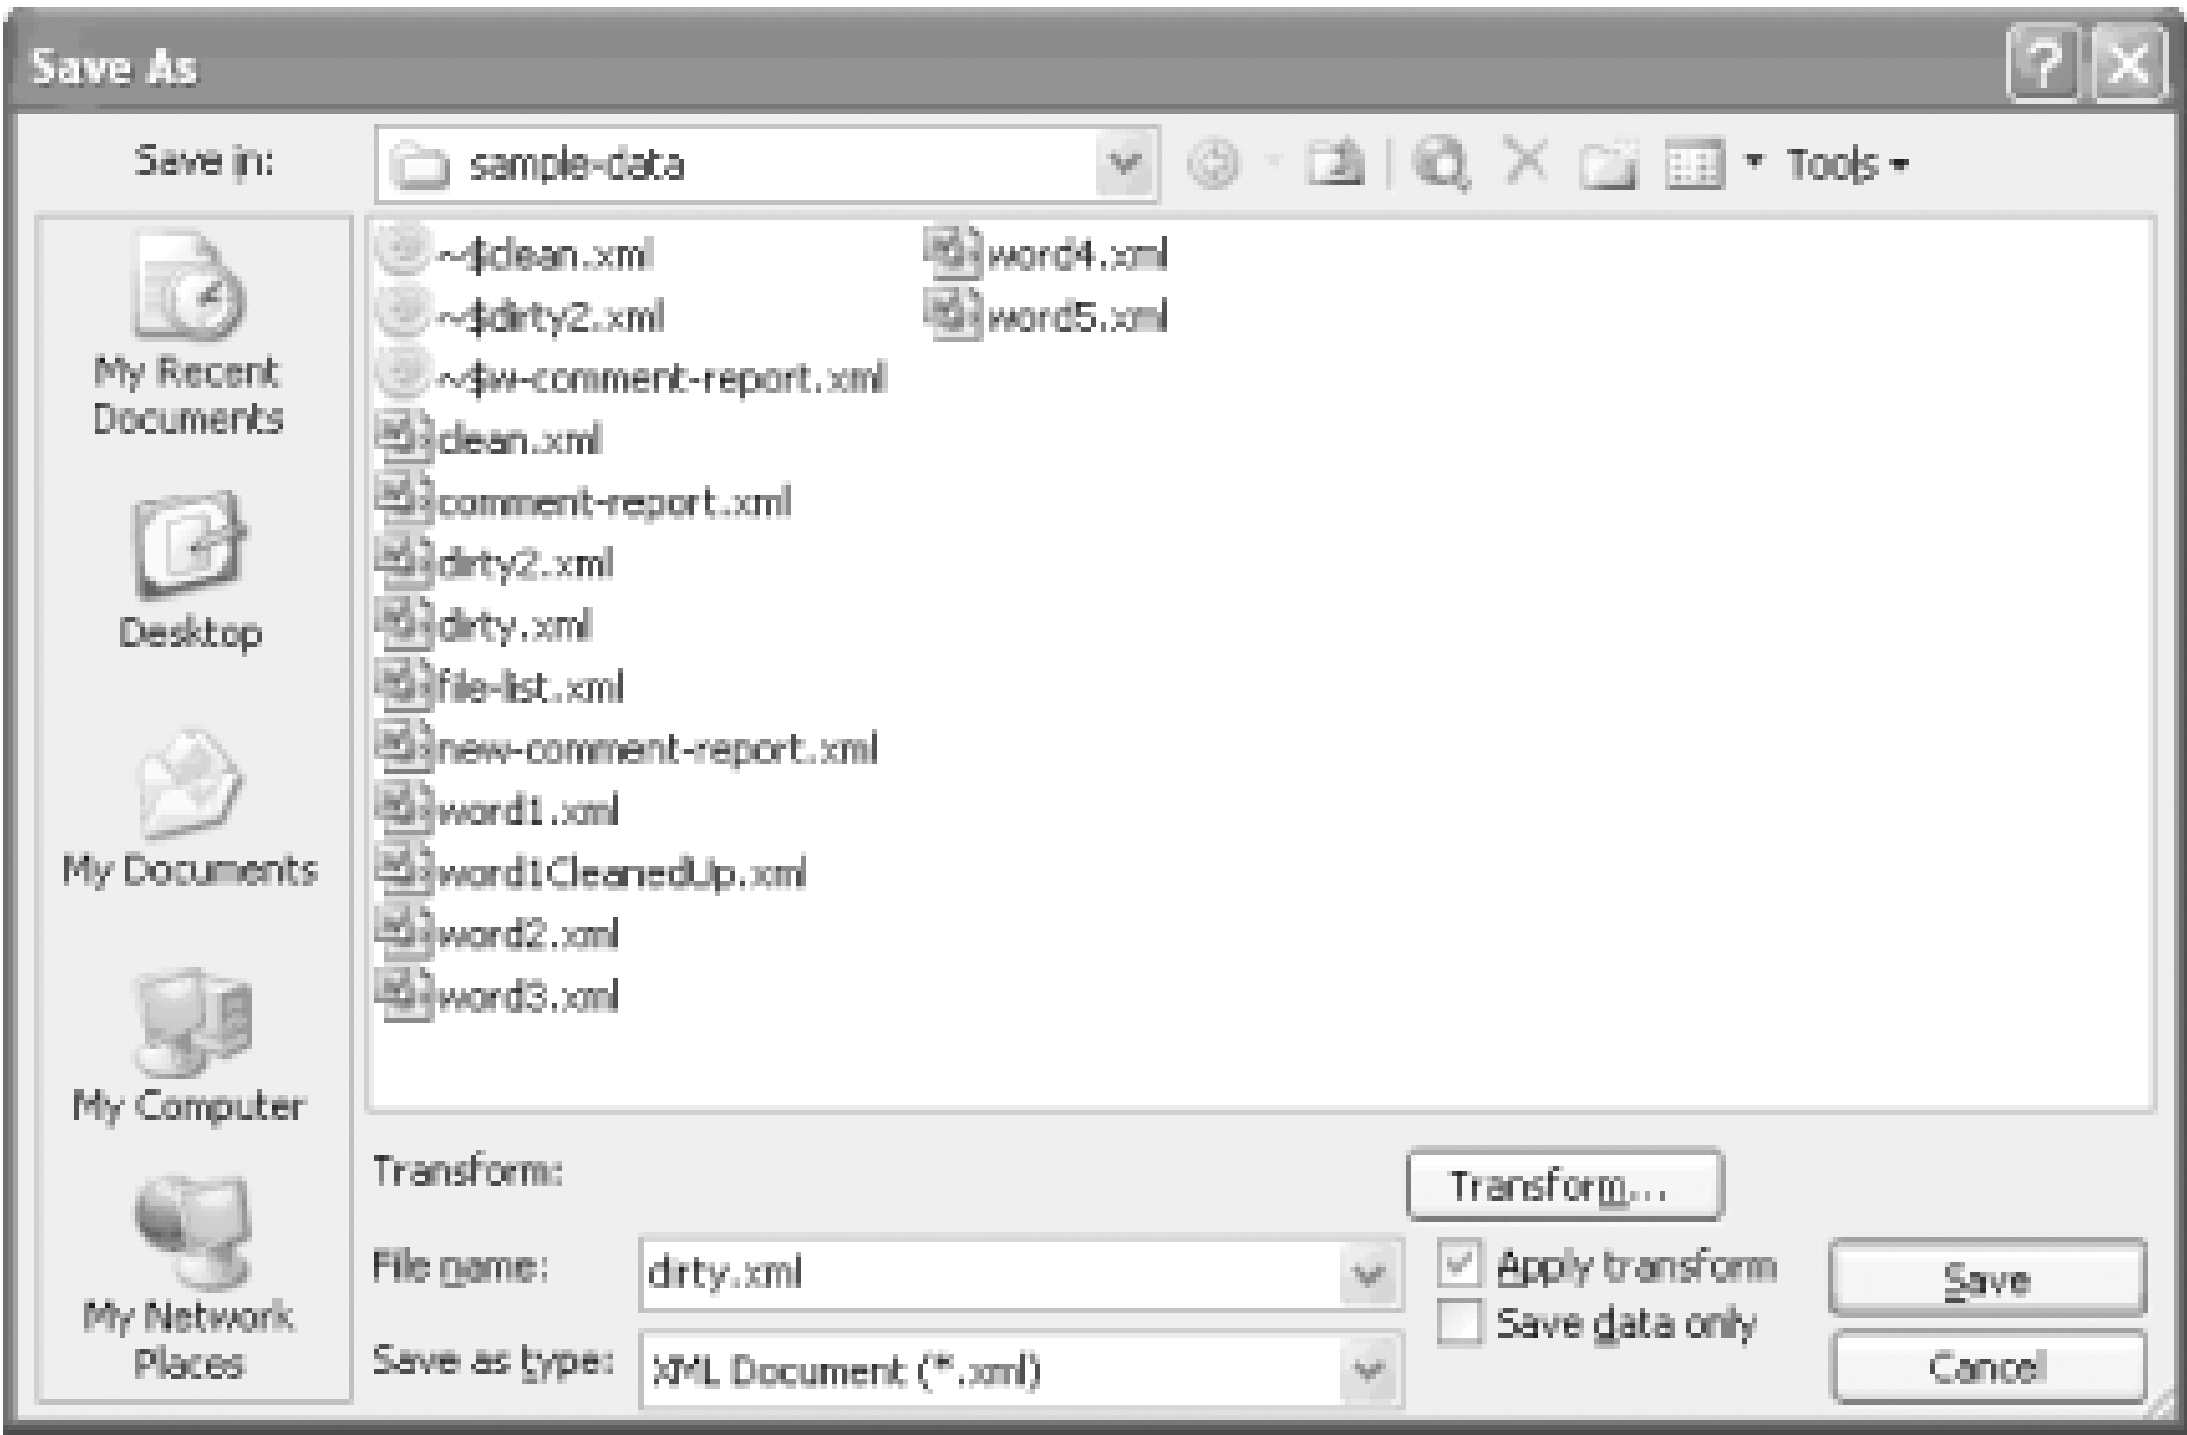 Save As
Save in:
sample-data
Tools
My Recent
Documents
Desktop
My Documents
My Computer
My Network
Places
~$clean.xml
~$dirty2.xml
~$w-comment-report.xml
clean.xml
comment-report.xml
dirty2.xml
dirty.xml
file-list.xml
new-comment-report.xml
word1.xml
word1CleanedUp.xml
word2.xml
word3.xml
word4.xml
word5.xml
Transform:
Transform...
File name:
dirty.xml
Apply transform
Save data only
Save as type:
XML Document (*.xml)
Save
Cancel